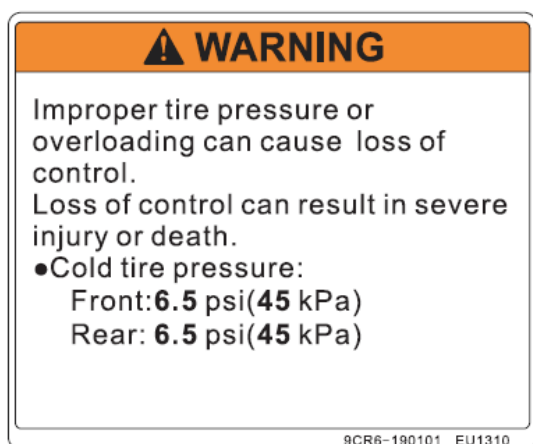 WARNING
Improper tire pressure or
overloading can cause loss of
control.
Loss of control can result in severe
injury or death.
●Cold tire pressure:
Front:6.5 psi(45 kPa)
Rear: 6.5 psi(45 kPa)
9CR6-190101 EU1310